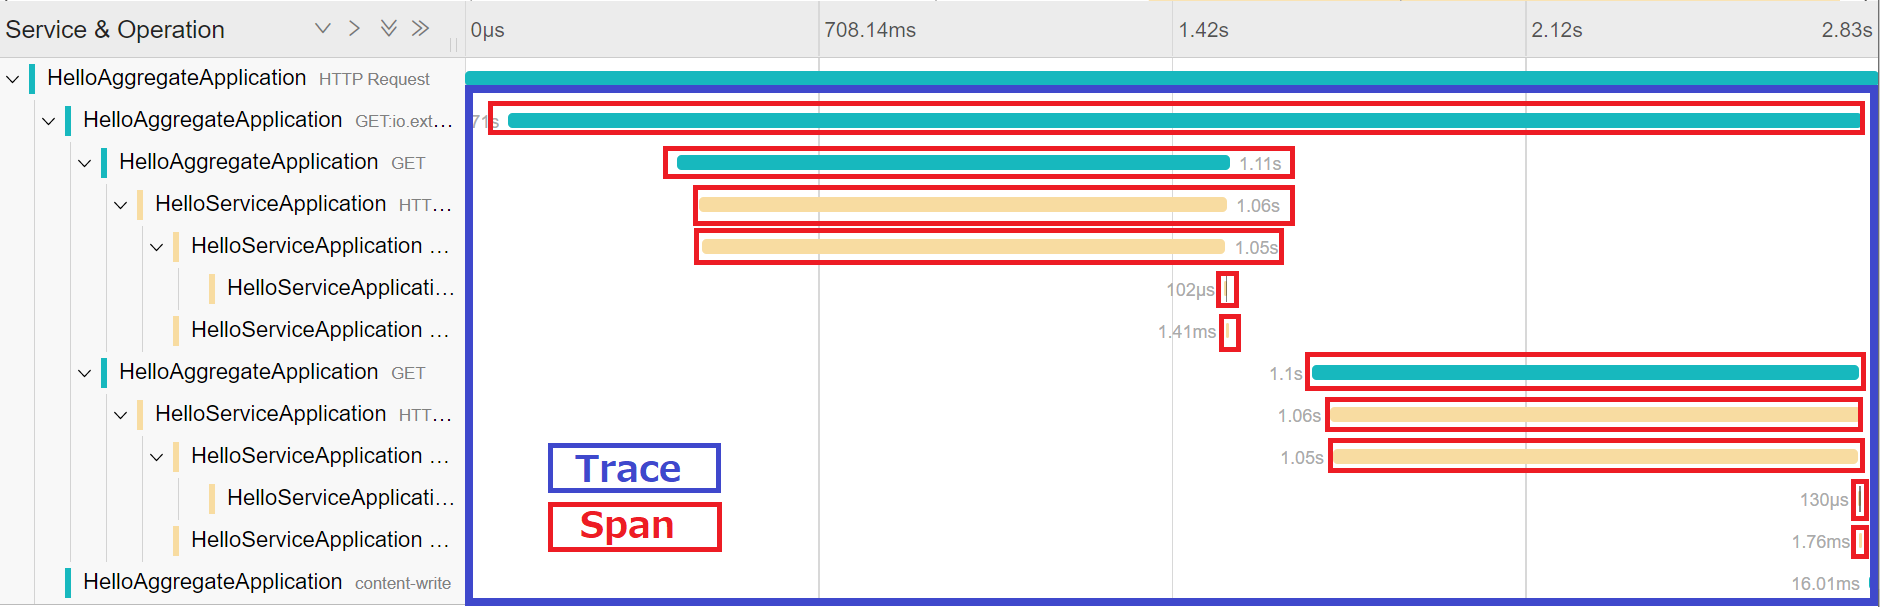 Service & Operation
0μs
708.14ms
1.42s
2.12s
2.83s
HelloAggregateApplication HTTP Request
HelloAggregateApplication GET:io.ext…
71s
HelloAggregateApplication GET
1.11s
HelloServiceApplication HTT…
1.06s
HelloServiceApplication …
1.05s
HelloServiceApplicati…
102μs
HelloServiceApplication …
1.41ms
HelloAggregateApplication GET
1.1s
HelloServiceApplication HTT…
1.06s
HelloServiceApplication …
1.05s
HelloServiceApplicati…
130μs
HelloServiceApplication …
1.76ms
HelloAggregateApplication content-write
16.01ms
Trace
Span